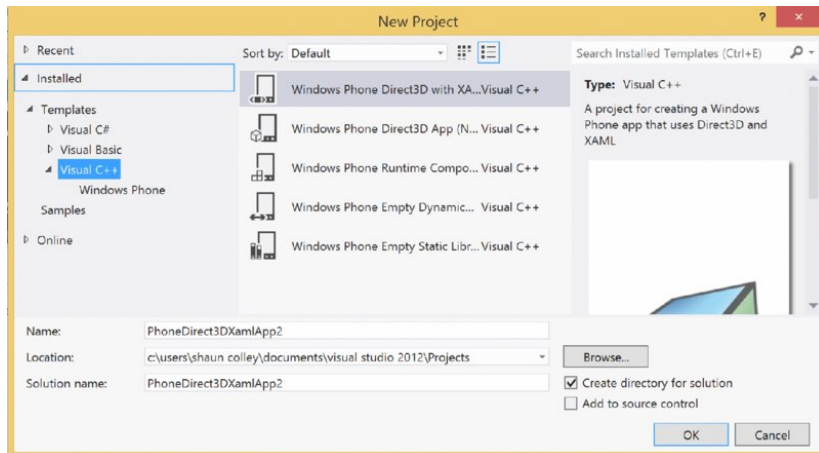 New Project
?
×
Recent
Installed
Templates
Visual C#
Visual Basic
Visual C++
Windows Phone
Samples
Online
Sort by: Default
Search Installed Templates (Ctrl+E)
Windows Phone Direct3D with XA... Visual C++
Windows Phone Direct3D App (N... Visual C++
Windows Phone Runtime Compo... Visual C++
Windows Phone Empty Dynamic... Visual C++
Windows Phone Empty Static Libr... Visual C++
Type: Visual C++
A project for creating a Windows
Phone app that uses Direct3D and
XAML
Name: PhoneDirect3DXamlApp2
Location: c:\users\shaun colley\documents\visual studio 2012\Projects
Browse...
Solution name: PhoneDirect3DXamlApp2
Create directory for solution
Add to source control
OK
Cancel